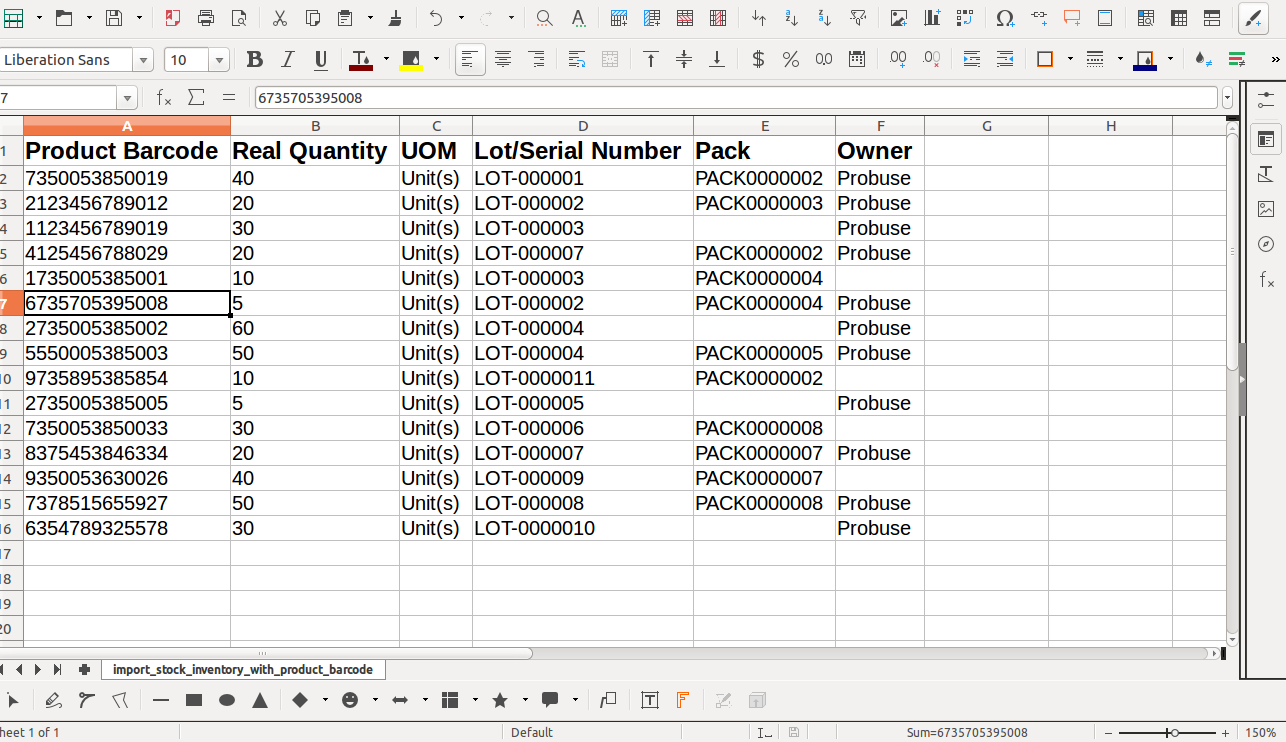 Liberation Sans 10
7 6735705395008
A B C D E F G H
1 Product Barcode Real Quantity UOM Lot/Serial Number Pack Owner
2 7350053850019 40 Unit(s) LOT-000001 PACK0000002 Probuse
3 2123456789012 20 Unit(s) LOT-000002 PACK0000003 Probuse
4 1123456789019 30 Unit(s) LOT-000003 Probuse
5 4125456788029 20 Unit(s) LOT-000007 PACK0000002 Probuse
6 1735005385001 10 Unit(s) LOT-000003 PACK0000004
7 6735705395008 5 Unit(s) LOT-000002 PACK0000004 Probuse
8 2735005385002 60 Unit(s) LOT-000004 Probuse
9 5550005385003 50 Unit(s) LOT-000004 PACK0000005 Probuse
10 9735895385854 10 Unit(s) LOT-0000011 PACK0000002
11 2735005385005 5 Unit(s) LOT-000005 Probuse
12 7350053850033 30 Unit(s) LOT-000006 PACK0000008
13 8375453846334 20 Unit(s) LOT-000007 PACK0000007 Probuse
14 9350053630026 40 Unit(s) LOT-000009 PACK0000007
15 7378515655927 50 Unit(s) LOT-000008 PACK0000008 Probuse
16 6354789325578 30 Unit(s) LOT-0000010 Probuse
17
18
19
20
import_stock_inventory_with_product_barcode
heet 1 of 1 Default Sum=6735705395008 150%